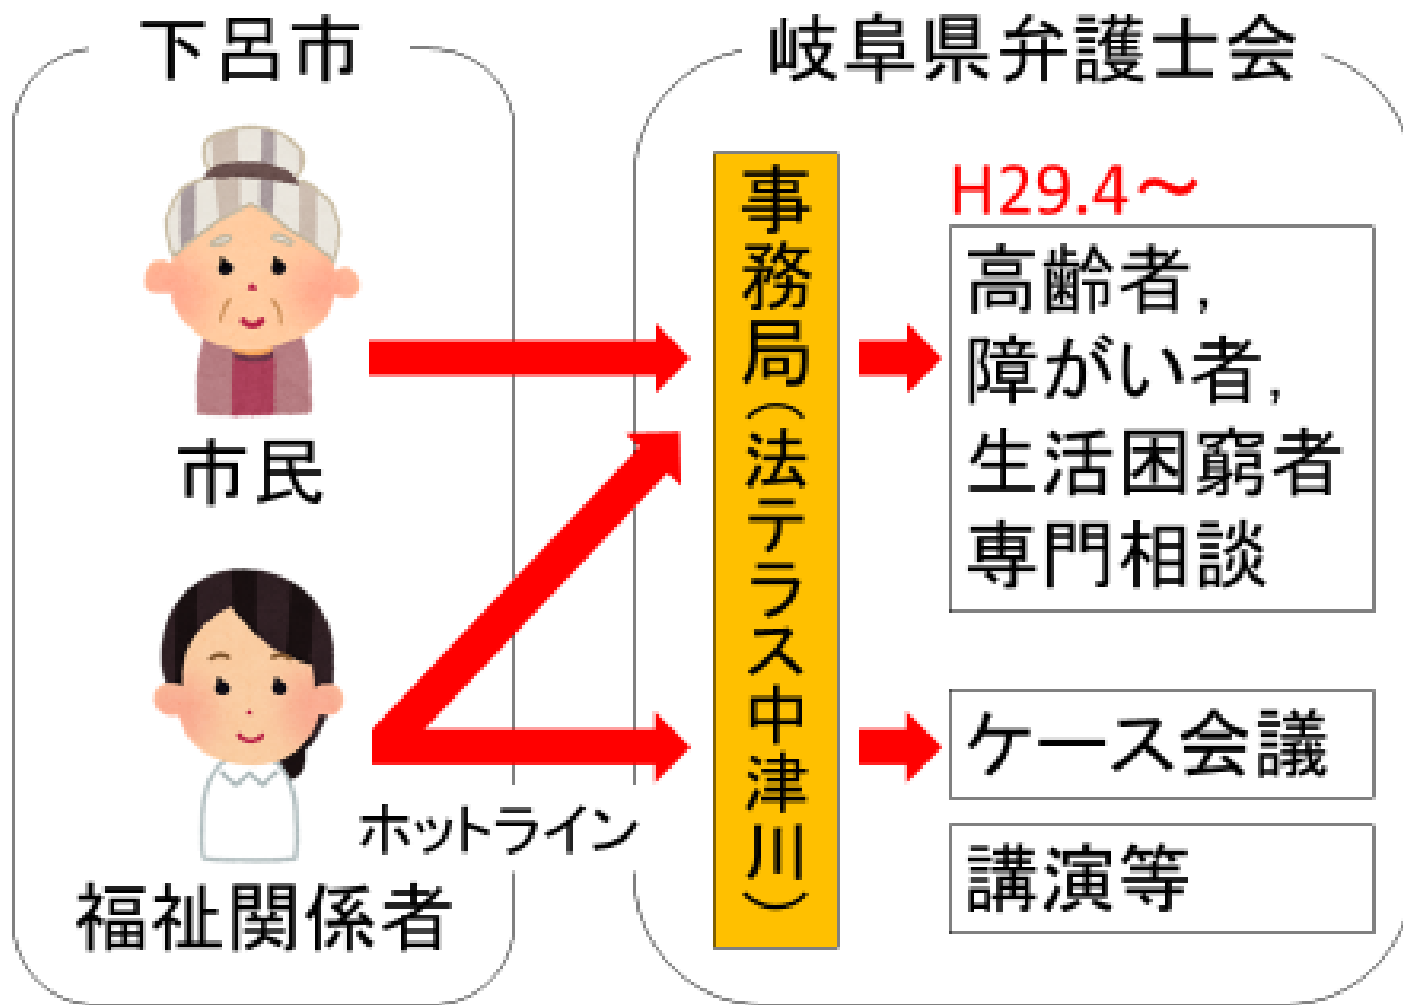 下呂市
市民
福祉関係者
ホットライン
岐阜県弁護士会
事務局(法テラス中津川)
H29.4～
高齢者,
障がい者,
生活困窮者
専門相談
ケース会議
講演等